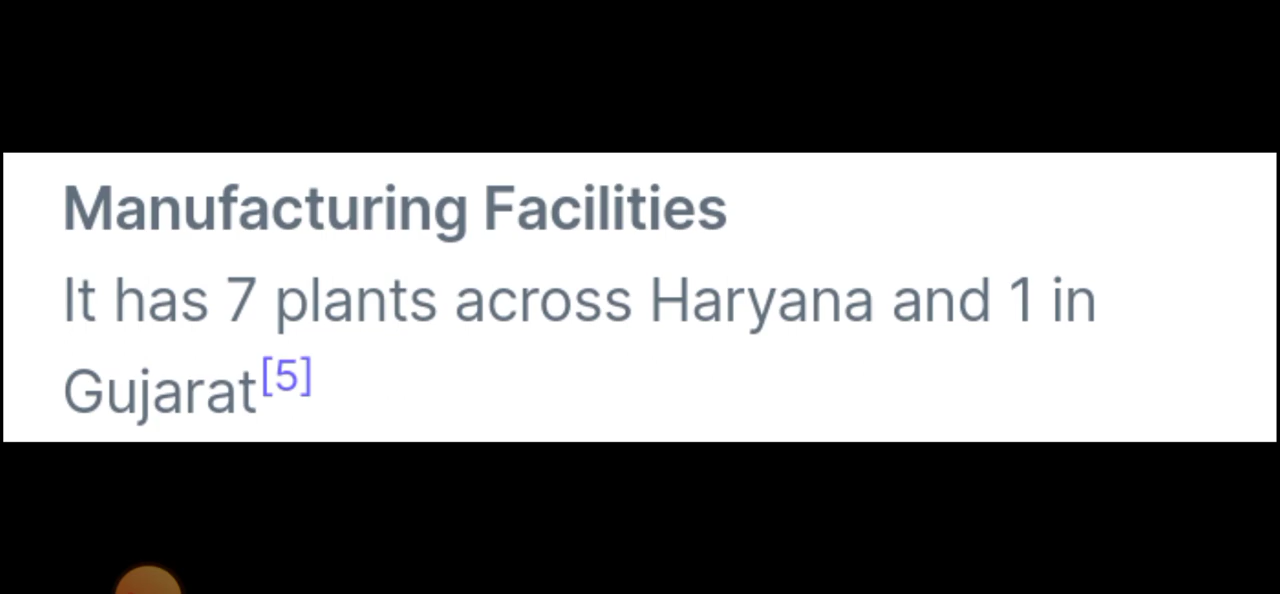 Manufacturing Facilities
It has 7 plants across Haryana and 1 in
Gujarat[5]